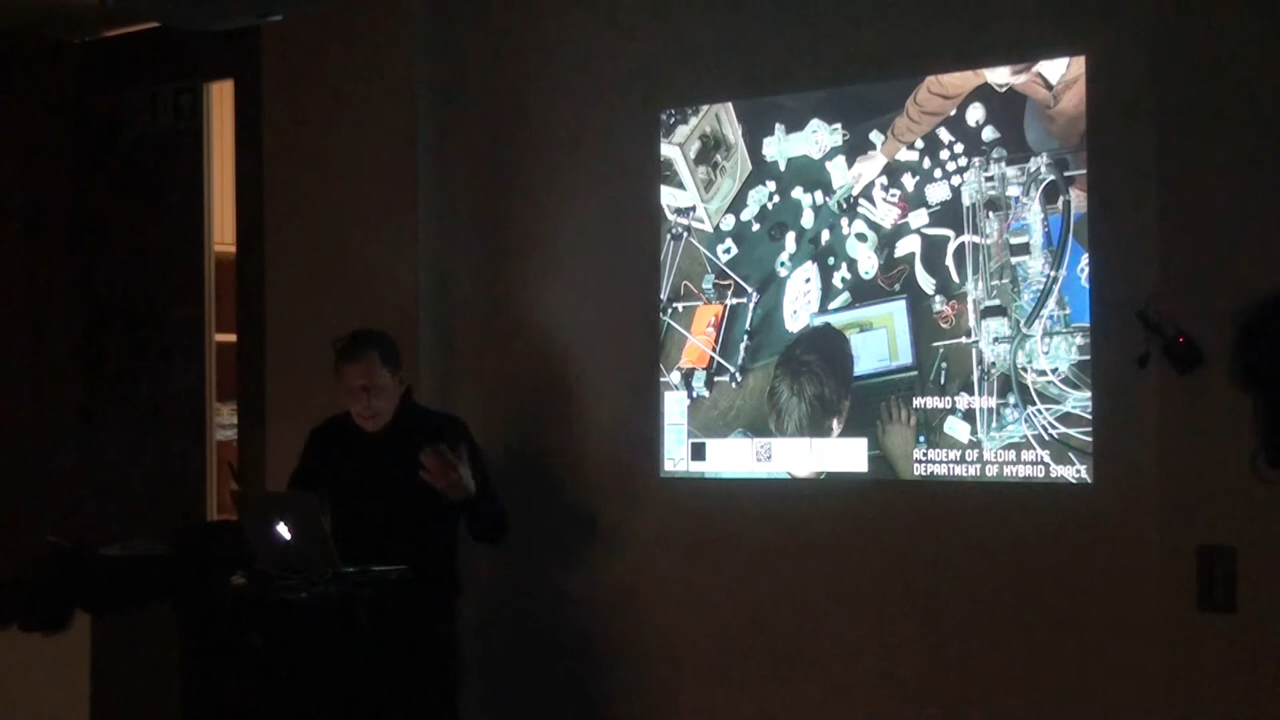 HYBRID DESIGN
ACADEMY OF MEDIA ARTS
DEPARTMENT OF HYBRID SPACE